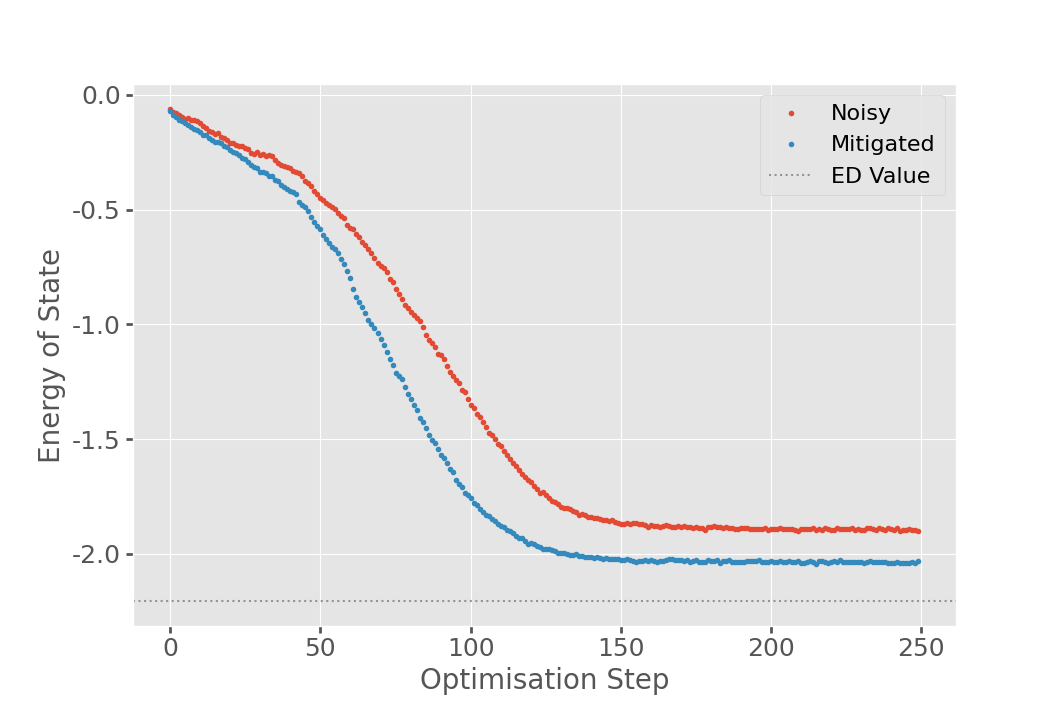 0.0
-0.5
-1.0
-1.5
-2.0
Energy of State
Noisy
Mitigated
ED Value
0 50 100 150 200 250
Optimisation Step